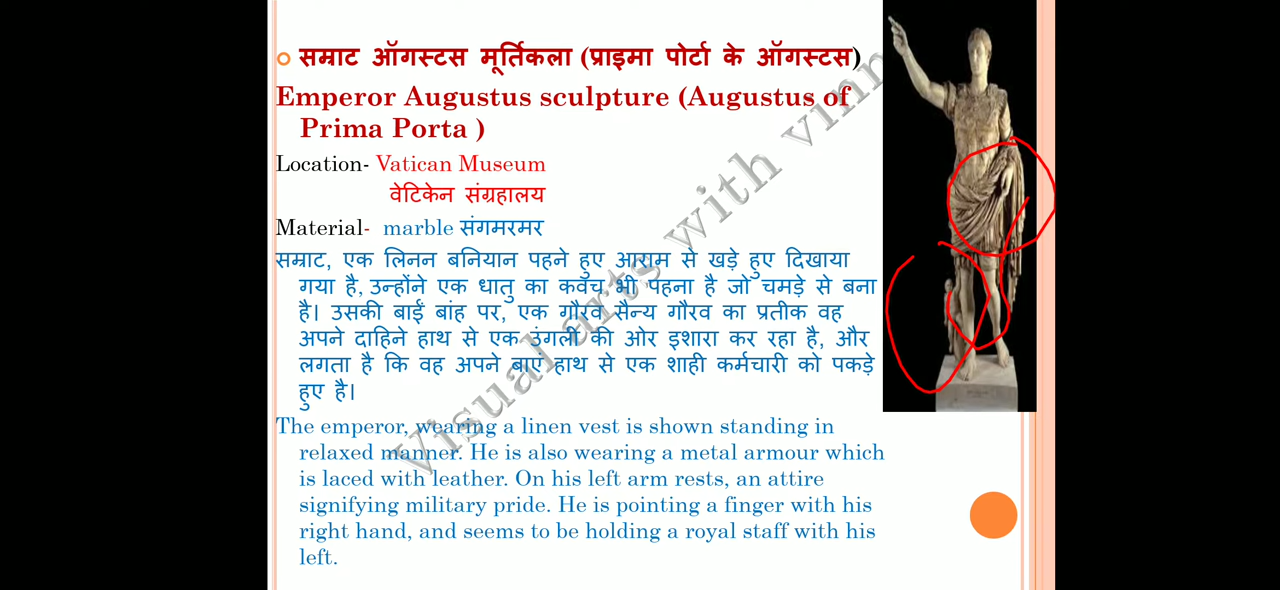 सम्राट ऑगस्टस मूर्तिकला (प्राइमा पोर्टा के ऑगस्टस)
Emperor Augustus sculpture (Augustus of
Prima Porta )
Location- Vatican Museum
वेटिकेन संग्रहालय
Material- marble संगमरमर
सम्राट, एक लिनन बनियान पहने हुए आराम से खड़े हुए दिखाया
गया है, उन्होंने एक धातु का कवच भी पहना है जो चमड़े से बना
है। उसकी बाईं बांह पर, एक गौरव सैन्य गौरव का प्रतीक वह
अपने दाहिने हाथ से एक उंगली की ओर इशारा कर रहा है, और
लगता है कि वह अपने बाएं हाथ से एक शाही कर्मचारी को पकड़े
हुए है।
The emperor, wearing a linen vest is shown standing in
relaxed manner. He is also wearing a metal armour which
is laced with leather. On his left arm rests, an attire
signifying military pride. He is pointing a finger with his
right hand, and seems to be holding a royal staff with his
left.
Visual arts with